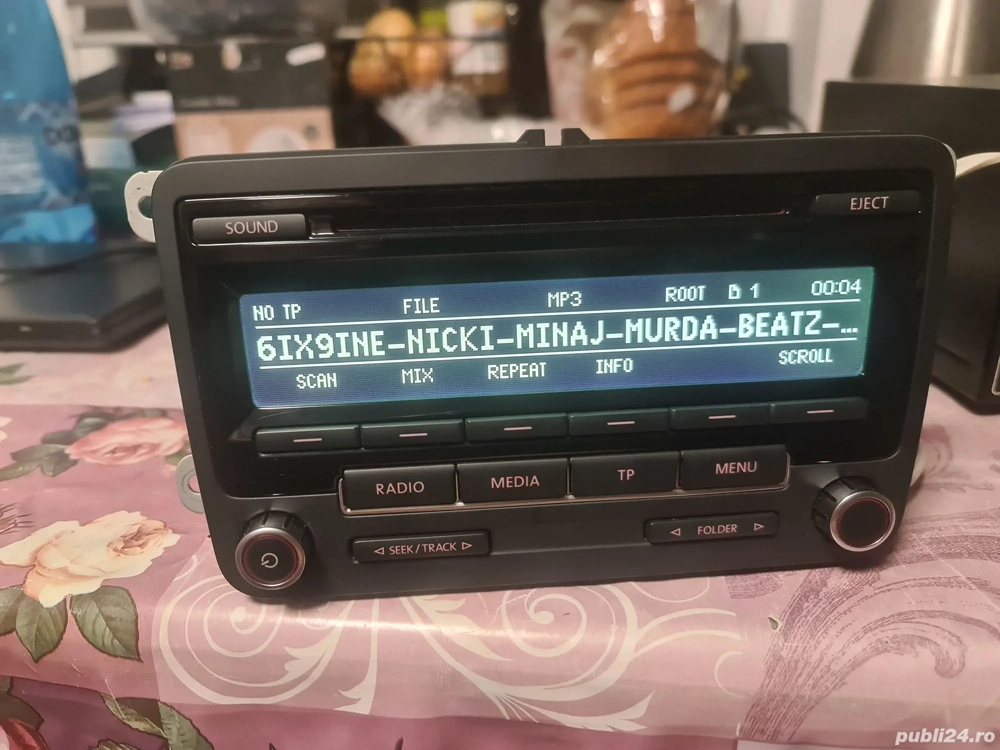 SOUND
EJECT
NO TP FILE MP3 ROOT 1 00:04
6IX9INE-NICKI-MINAJ-MURDA-BEATZ-...
SCAN MIX REPEAT INFO SCROLL
RADIO MEDIA TP MENU
SEEK/TRACK FOLDER
publi24.ro